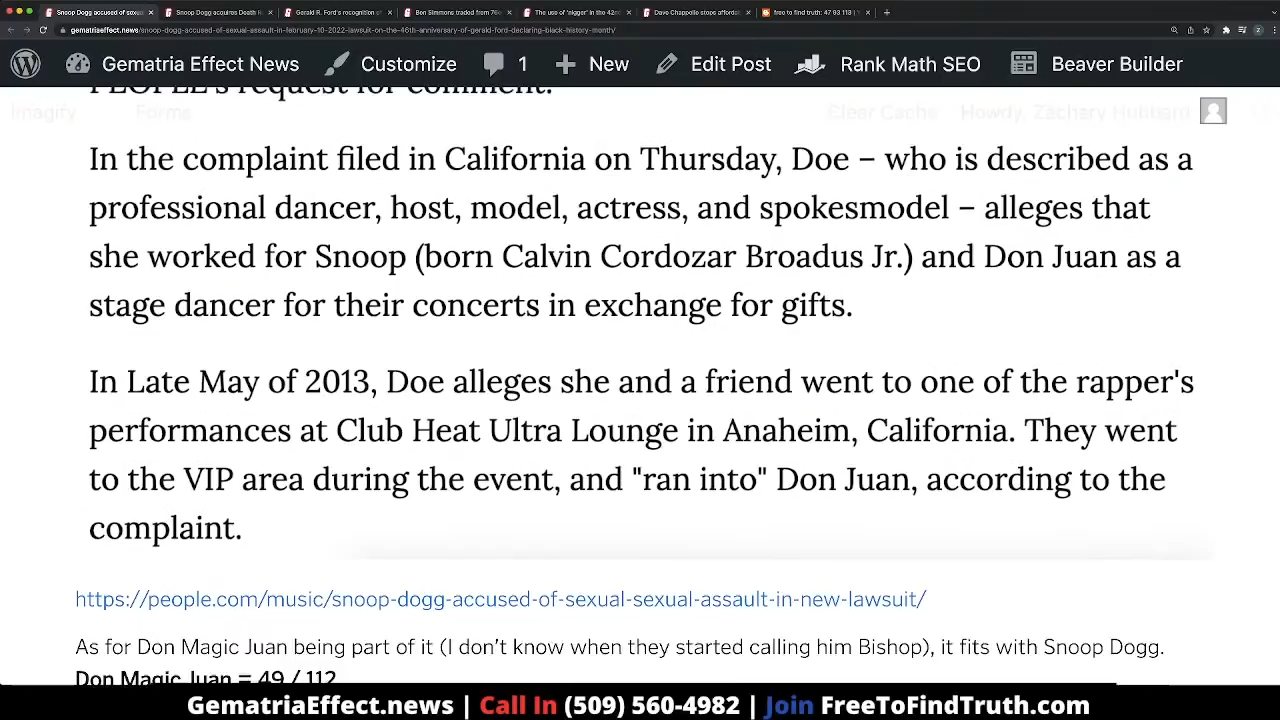 Snoop Dogg accused of sexua
Snoop Dogg acquires Death R
Gerald R. Ford's recognition of
Ben Simmons traded from 76e
The use of "nigger" in the 42nd
Dave Chappelle scores affordab
free to find truth: 47 93 113 | 
gematriaeffect.news/snoop-dogg-accused-of-sexual-assault-in-february-10-2022-lawsuit-on-the-46th-anniversary-of-gerald-ford-declaring-black-history-month/
Gematria Effect News Customize 1 New Edit Post Rank Math SEO Beaver Builder
Imagify Forms Clear Cache Howdy, Zachary Hubbard
PEOPLE's request for comment.
In the complaint filed in California on Thursday, Doe – who is described as a
professional dancer, host, model, actress, and spokesmodel – alleges that
she worked for Snoop (born Calvin Cordozar Broadus Jr.) and Don Juan as a
stage dancer for their concerts in exchange for gifts.
In Late May of 2013, Doe alleges she and a friend went to one of the rapper's
performances at Club Heat Ultra Lounge in Anaheim, California. They went
to the VIP area during the event, and "ran into" Don Juan, according to the
complaint.
https://people.com/music/snoop-dogg-accused-of-sexual-sexual-assault-in-new-lawsuit/
As for Don Magic Juan being part of it (I don't know when they started calling him Bishop), it fits with Snoop Dogg.
Don Magic Juan = 49 / 112
GematriaEffect.news | Call In (509) 560-4982 | Join FreeToFindTruth.com